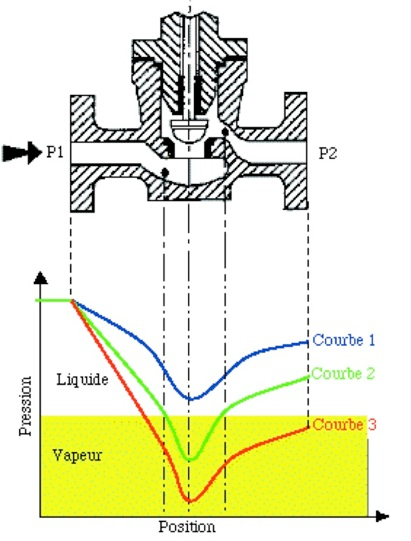 P1
P2
Courbe 1
Courbe 2
Courbe 3
Liquide
Vapeur
Pression
Position